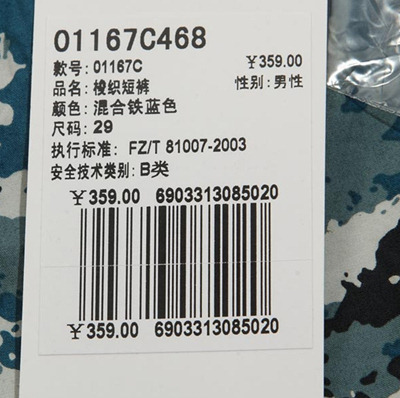 01167C468
款号: 01167C ￥359.00
品名: 梭织短裤 性别: 男性
颜色: 混合铁蓝色
尺码: 29
执行标准: FZ/T 81007-2003
安全技术类别: B类
￥359.00 6903313085020
￥359.00 6903313085020